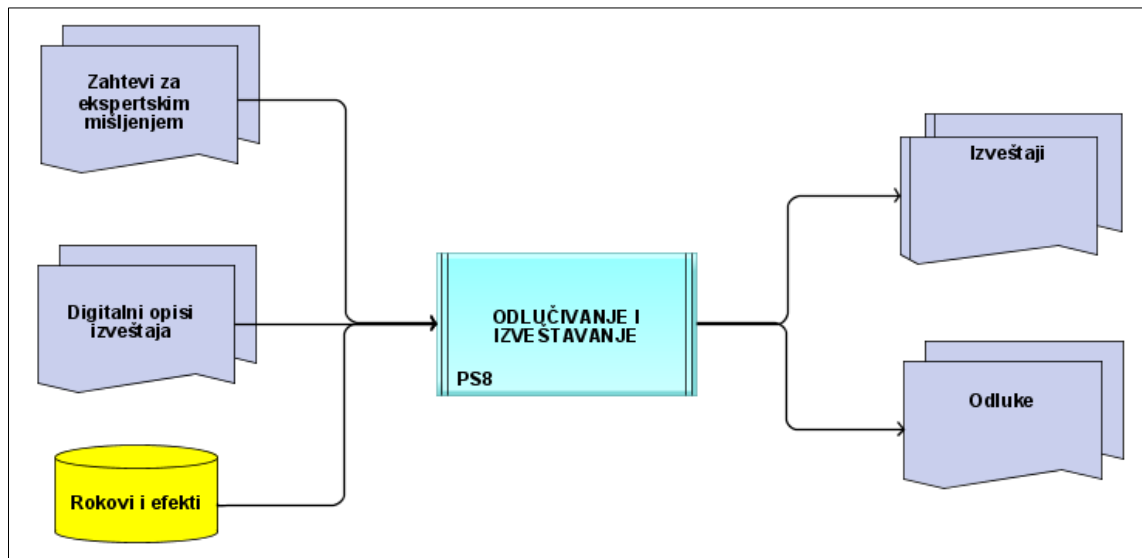 Zahtevi za
ekspertskim
mišljenjem
Digitalni opisi
izveštaja
Rokovi i efekti
ODLUČIVANJE I
IZVEŠTAVANJE
PS8
Izveštaji
Odluke